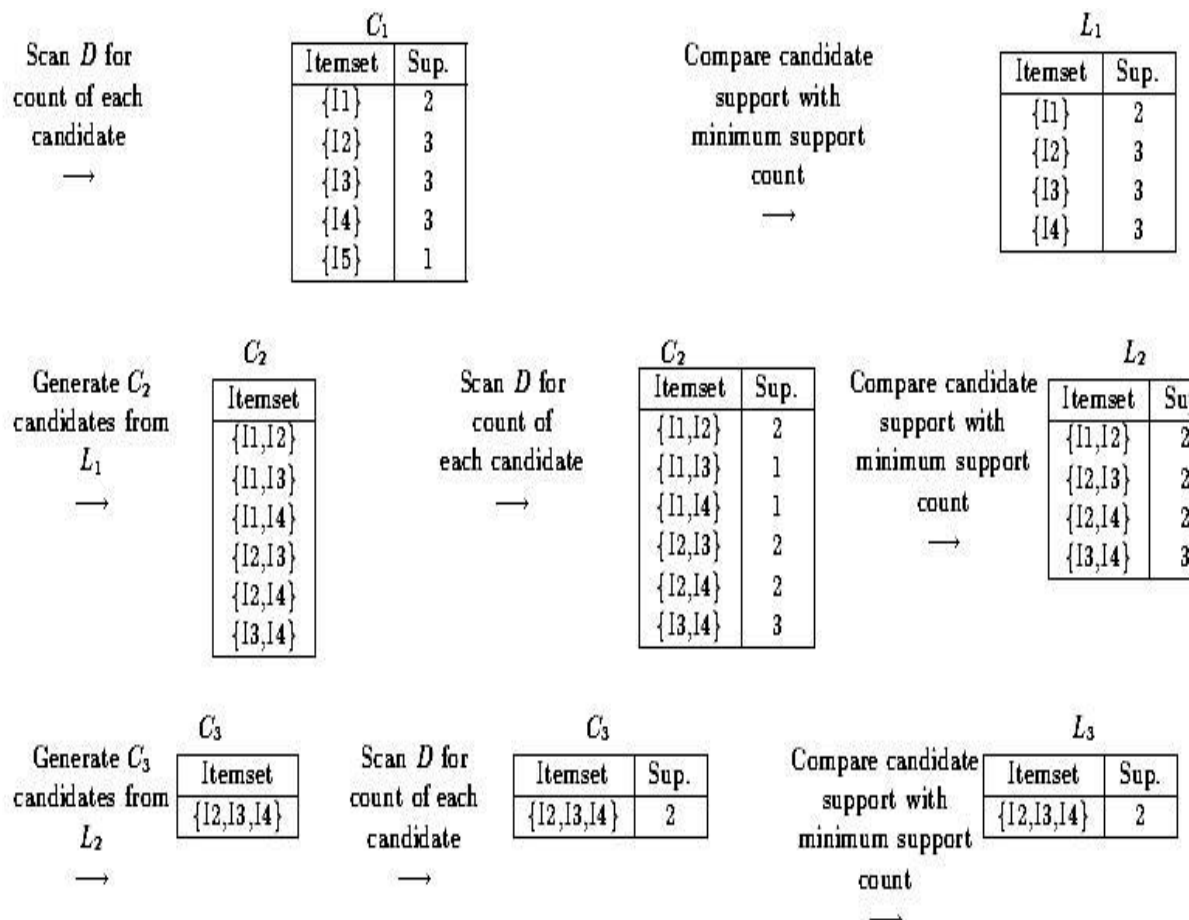 Scan D for
count of each
candidate
→
C₁
Itemset Sup.
{I1} 2
{I2} 3
{I3} 3
{I4} 3
{I5} 1
Compare candidate
support with
minimum support
count
→
L₁
Itemset Sup.
{I1} 2
{I2} 3
{I3} 3
{I4} 3
Generate C₂
candidates from
L₁
→
C₂
Itemset
{I1,I2}
{I1,I3}
{I1,I4}
{I2,I3}
{I2,I4}
{I3,I4}
Scan D for
count of
each candidate
→
C₂
Itemset Sup.
{I1,I2} 2
{I1,I3} 1
{I1,I4} 1
{I2,I3} 2
{I2,I4} 2
{I3,I4} 3
Compare candidate
support with
minimum support
count
→
L₂
Itemset Su
{I1,I2} 2
{I2,I3} 2
{I2,I4} 2
{I3,I4} 3
Generate C₃
candidates from
L₂
→
C₃
Itemset
{I2,I3,I4}
Scan D for
count of each
candidate
→
C₃
Itemset Sup.
{I2,I3,I4} 2
Compare candidate
support with
minimum support
count
→
L₃
Itemset Sup.
{I2,I3,I4} 2